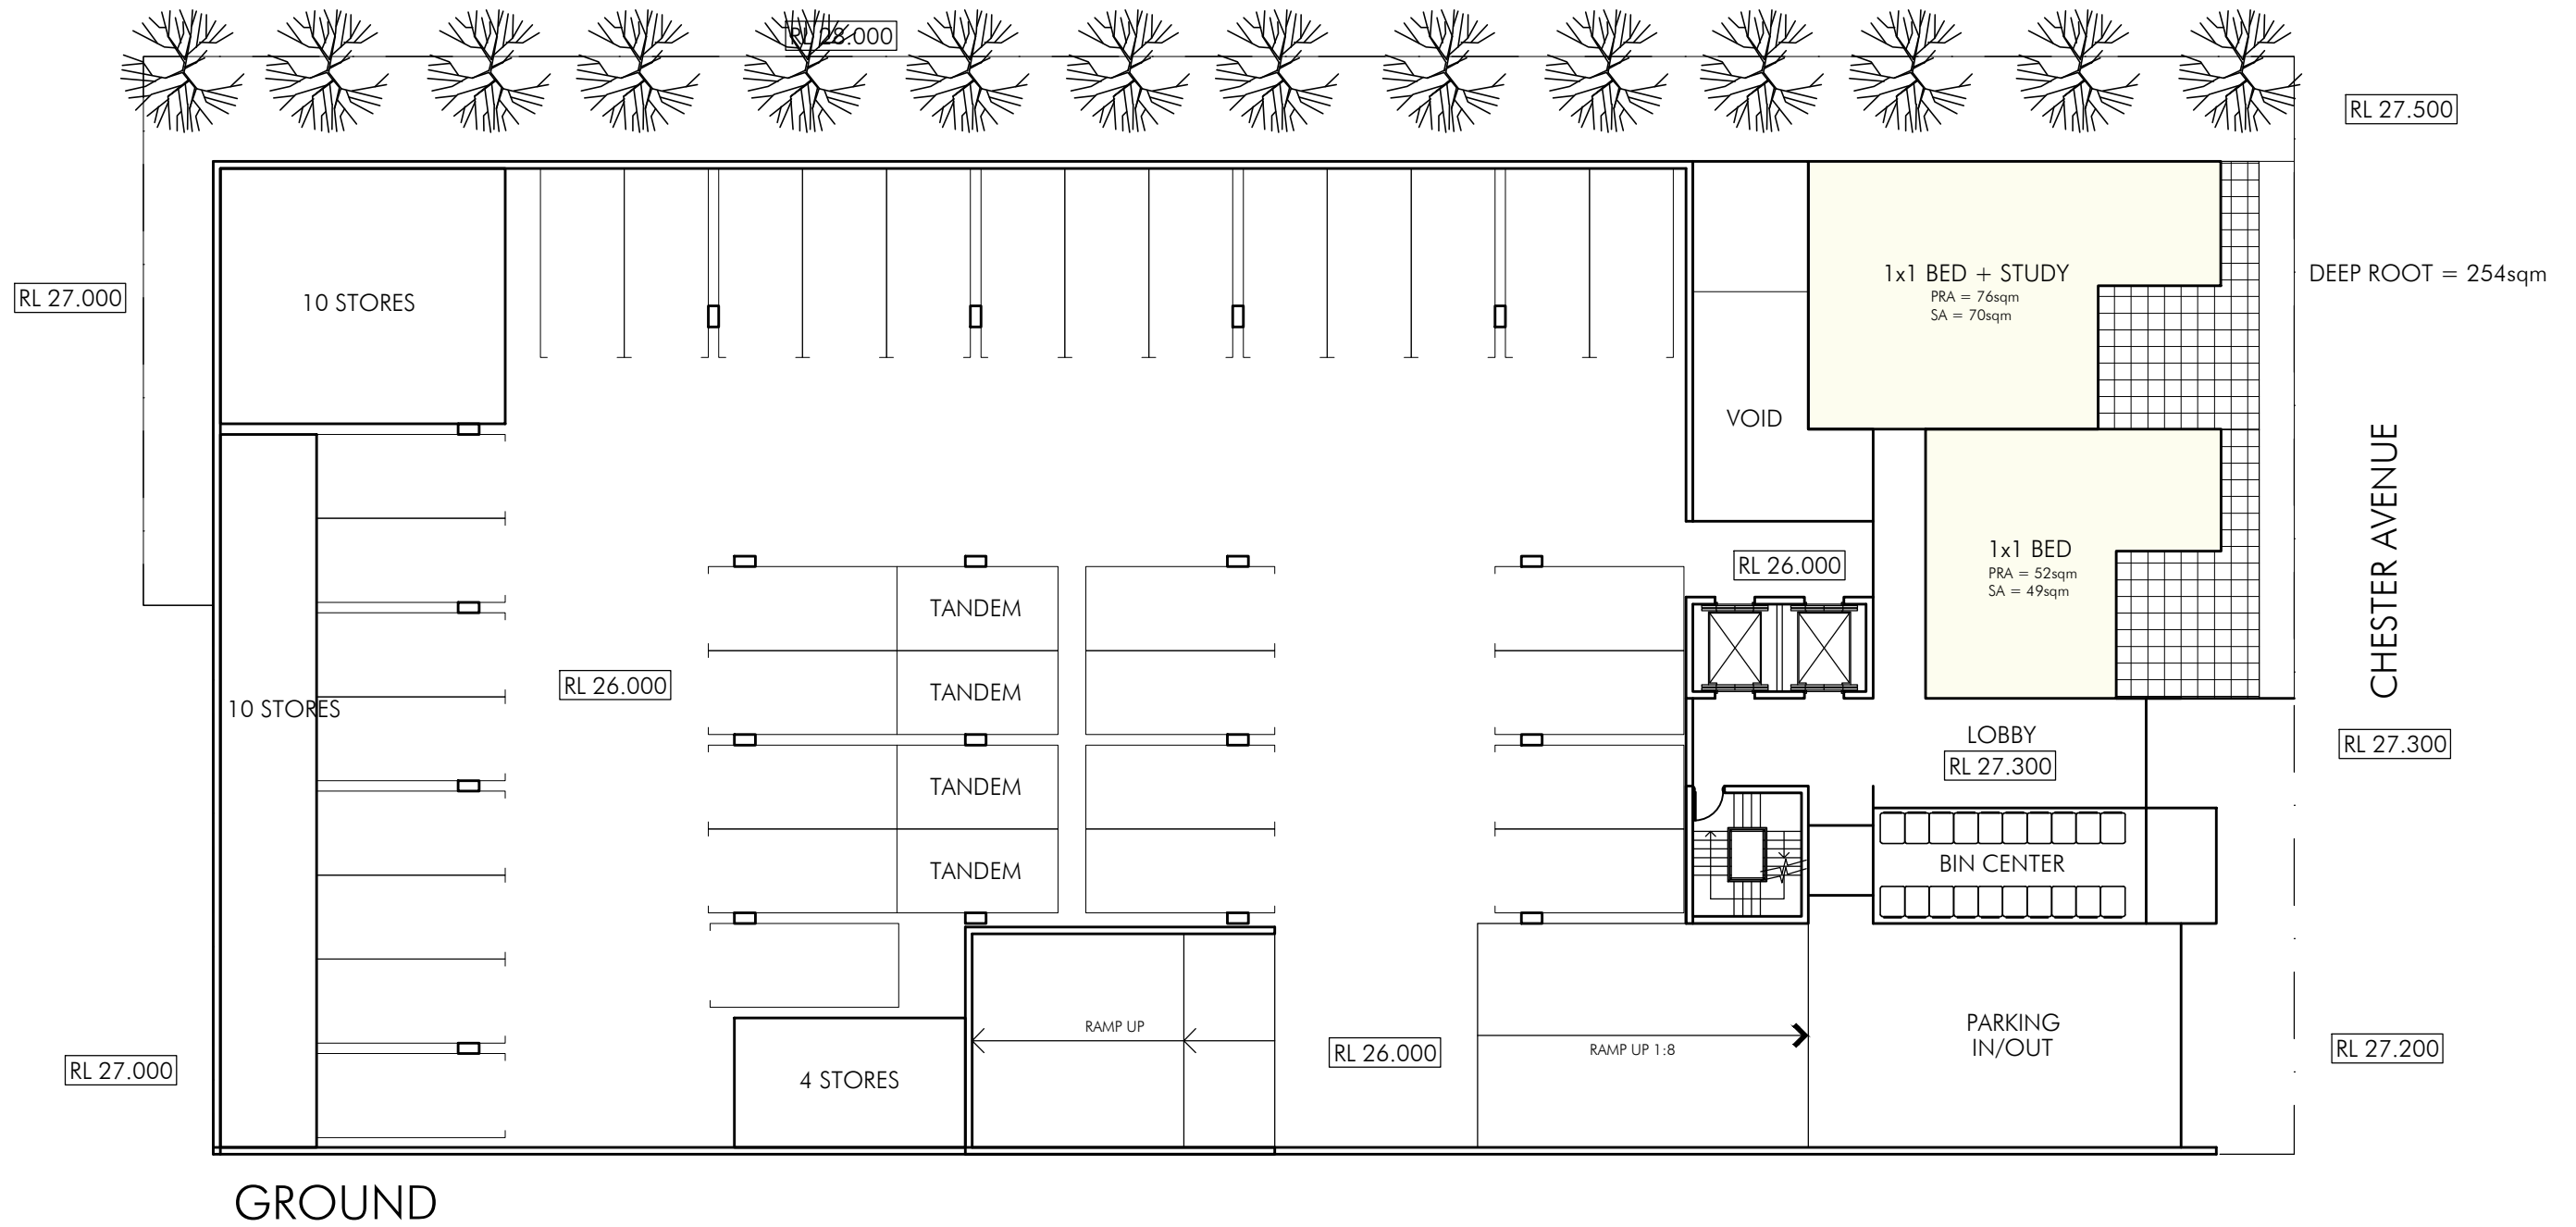 RL 28.000
RL 27.500
RL 27.000
10 STORES
1x1 BED + STUDY
PRA = 76sqm
SA = 70sqm
DEEP ROOT = 254sqm
VOID
CHESTER AVENUE
1x1 BED
PRA = 52sqm
SA = 49sqm
RL 26.000
TANDEM
TANDEM
RL 26.000
10 STORES
LOBBY
RL 27.300
RL 27.300
TANDEM
TANDEM
BIN CENTER
RAMP UP
RL 26.000
RAMP UP 1:8
PARKING
IN/OUT
RL 27.200
RL 27.000
4 STORES
GROUND